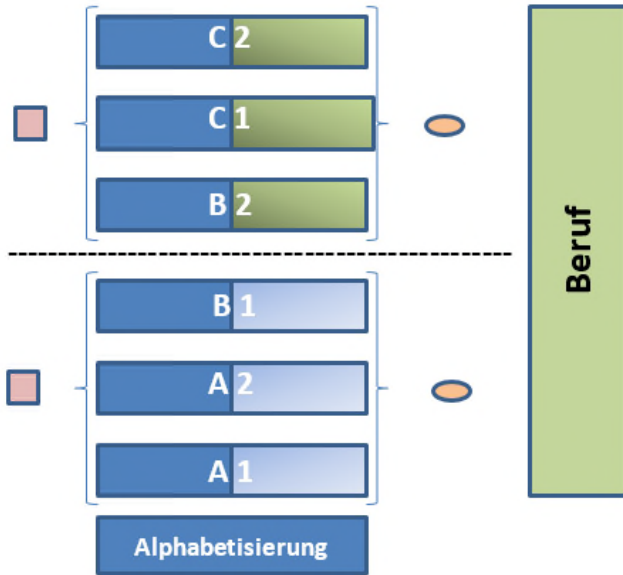 C 2
C 1
B 2
B 1
A 2
A 1
Alphabetisierung
Beruf